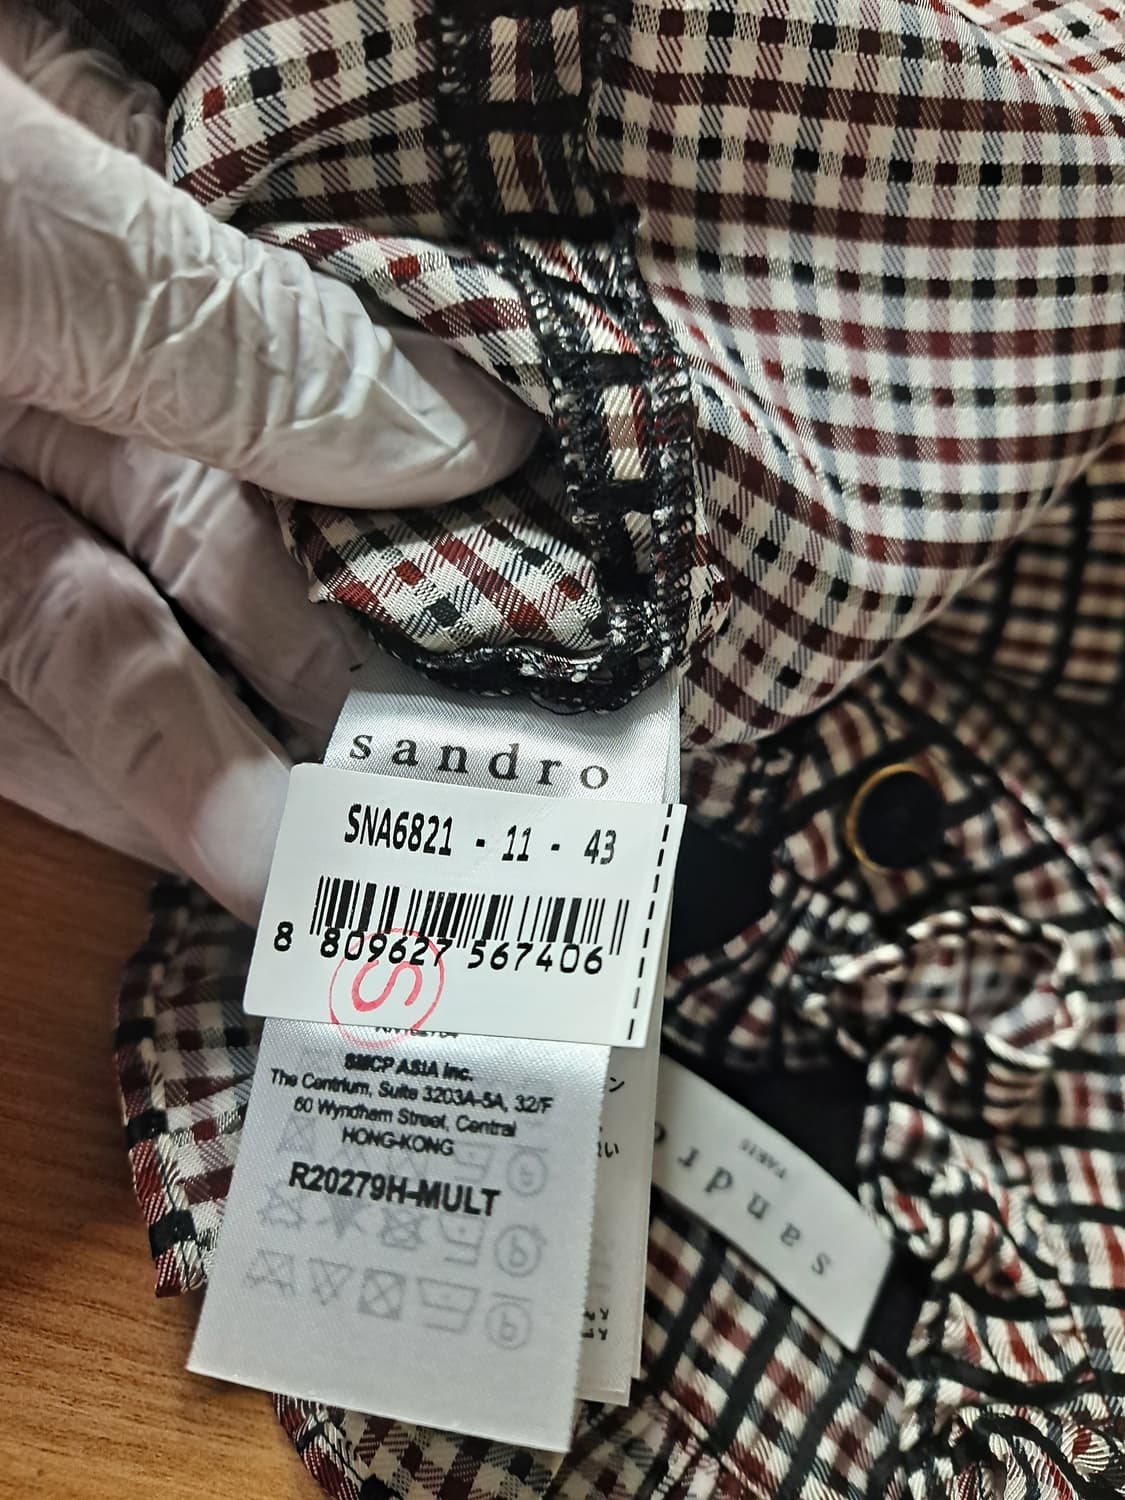 sandro
SNA6821 - 11 - 43
8 809627 567406
S
SMCP ASIA Inc.
The Centrium, Suite 3203A-5A, 32/F
60 Wyndham Street, Central
HONG-KONG
R20279H-MULT
sandro
PARIS